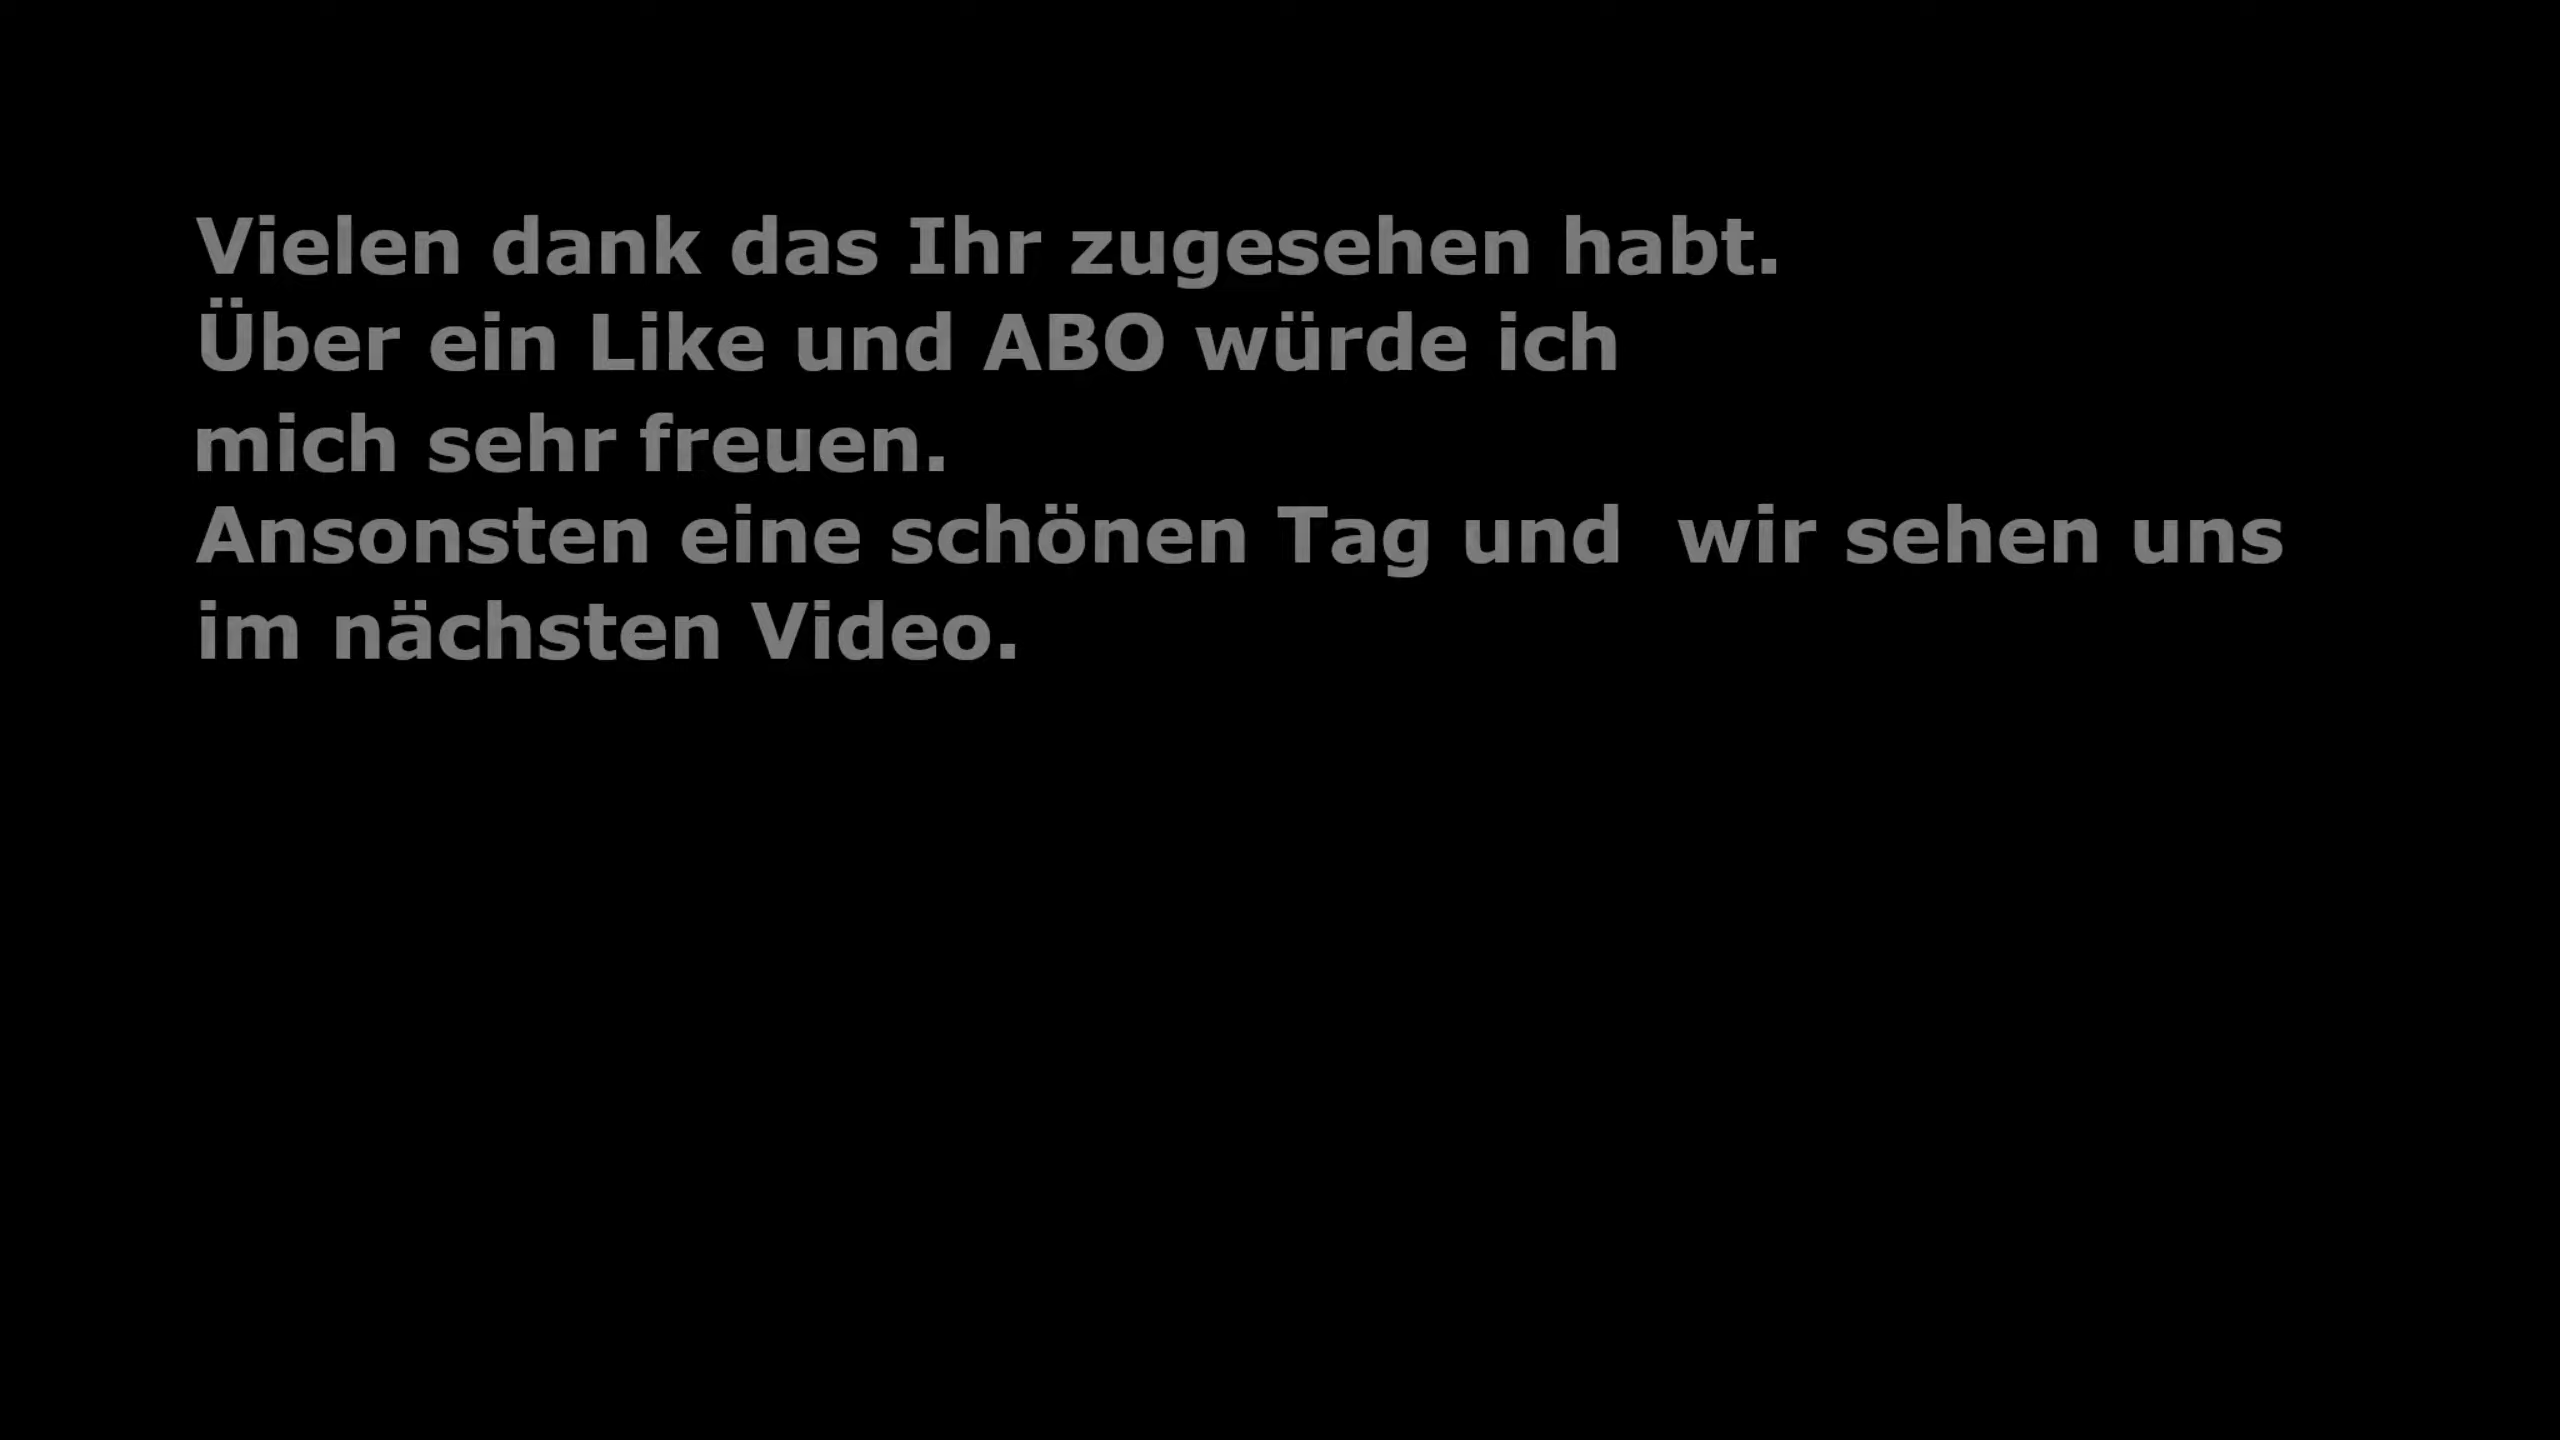 Vielen dank das Ihr zugesehen habt.
Über ein Like und ABO würde ich
mich sehr freuen.
Ansonsten eine schönen Tag und  wir sehen uns
im nächsten Video.